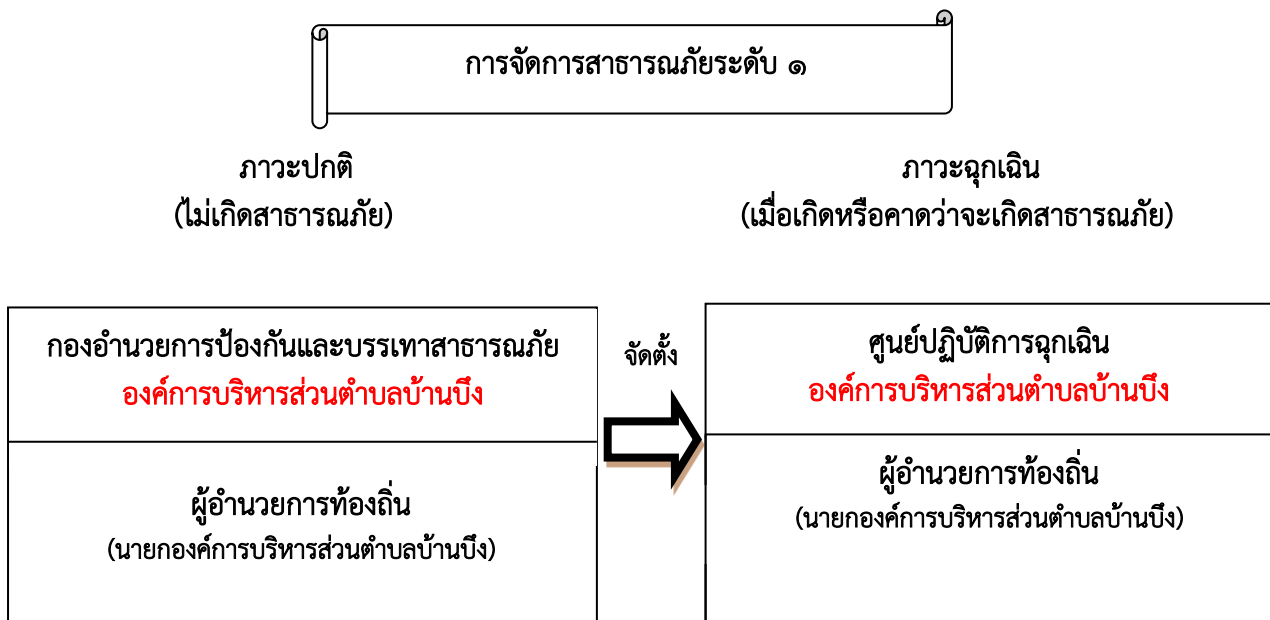 การจัดการสาธารณภัยระดับ ๑
ภาวะปกติ
(ไม่เกิดสาธารณภัย)
ภาวะฉุกเฉิน
(เมื่อเกิดหรือคาดว่าจะเกิดสาธารณภัย)
กองอำนวยการป้องกันและบรรเทาสาธารณภัย
องค์การบริหารส่วนตำบลบ้านบึง
ผู้อำนวยการท้องถิ่น
(นายกองค์การบริหารส่วนตำบลบ้านบึง)
จัดตั้ง
ศูนย์ปฏิบัติการฉุกเฉิน
องค์การบริหารส่วนตำบลบ้านบึง
ผู้อำนวยการท้องถิ่น
(นายกองค์การบริหารส่วนตำบลบ้านบึง)